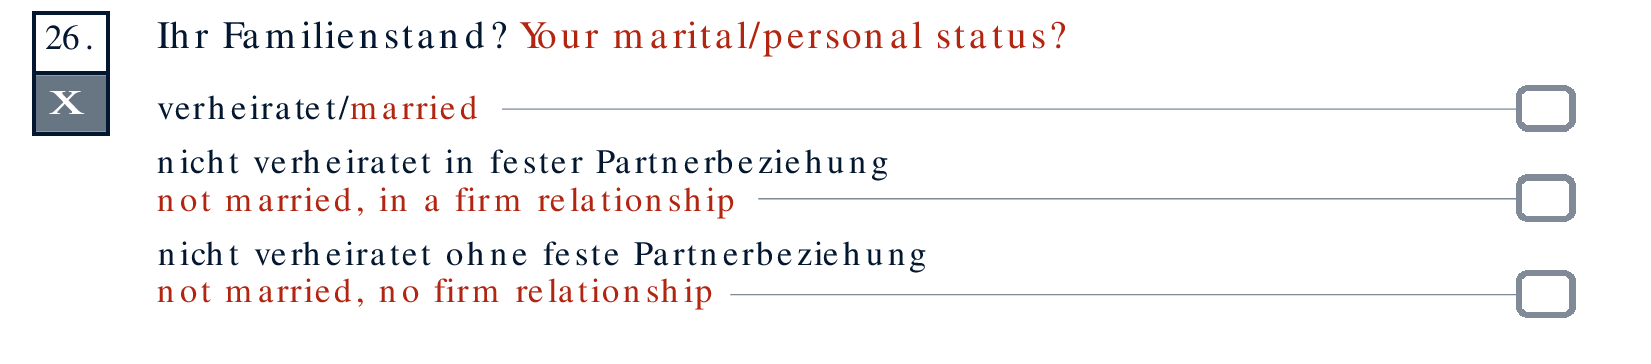 26. Ihr Familienstand? Your marital/personal status?
X
verheiratet/married
nicht verheiratet in fester Partnerbeziehung
not married, in a firm relationship
nicht verheiratet ohne feste Partnerbeziehung
not married, no firm relationship